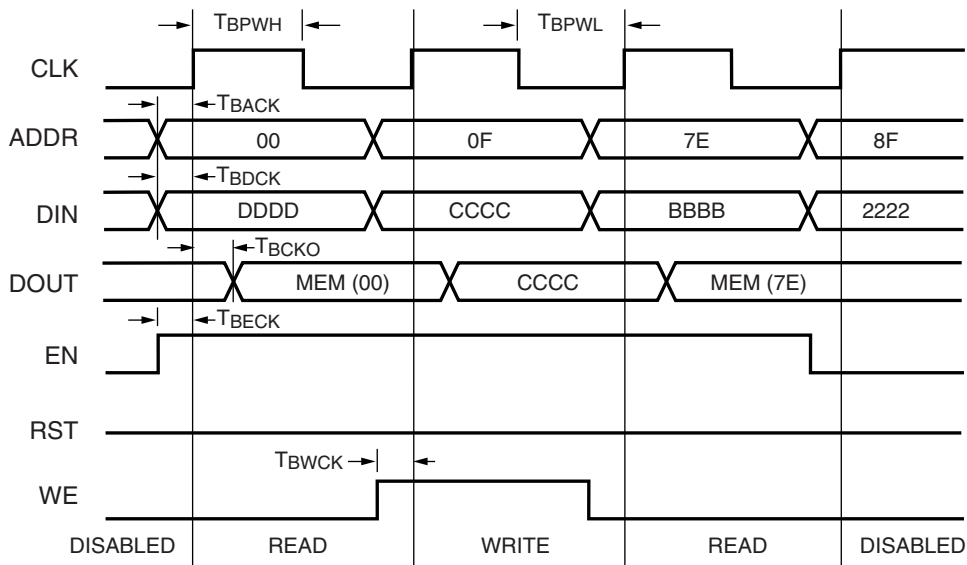 TBPWH TBPWL
CLK
TBACK
ADDR 00 0F 7E 8F
TBDCK
DIN DDDD CCCC BBBB 2222
TBCKO
DOUT MEM (00) CCCC MEM (7E)
TBECK
EN
RST
TBWCK
WE
DISABLED READ WRITE READ DISABLED